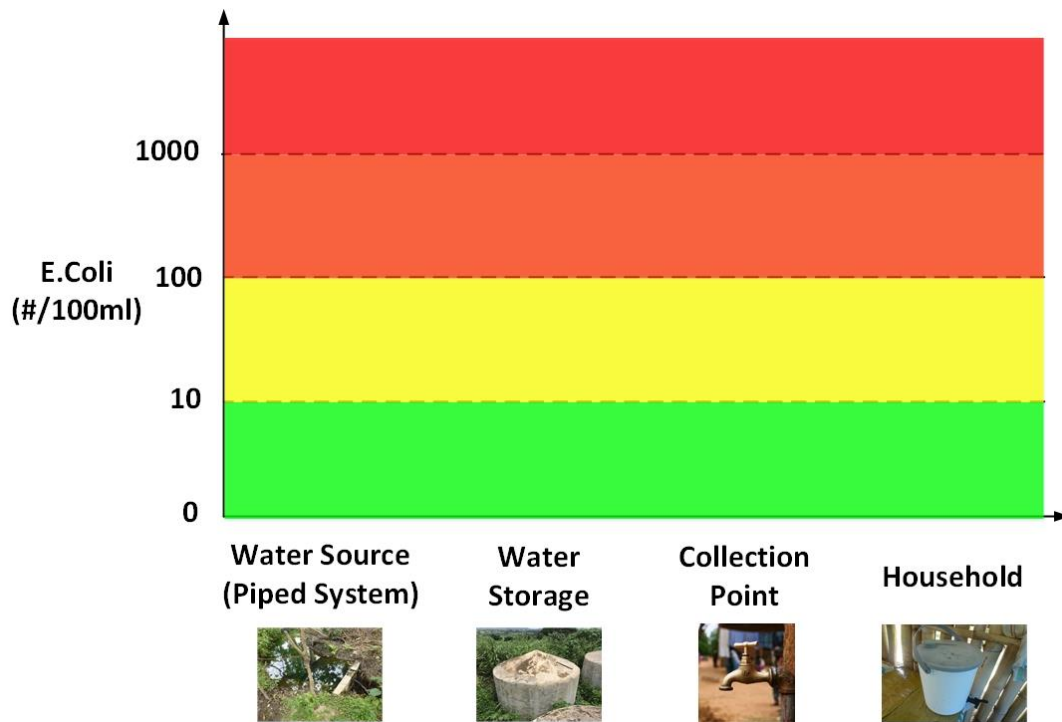 1000
E.Coli
(#/100ml)
100
10
0
Water Source
(Piped System)
Water
Storage
Collection
Point
Household